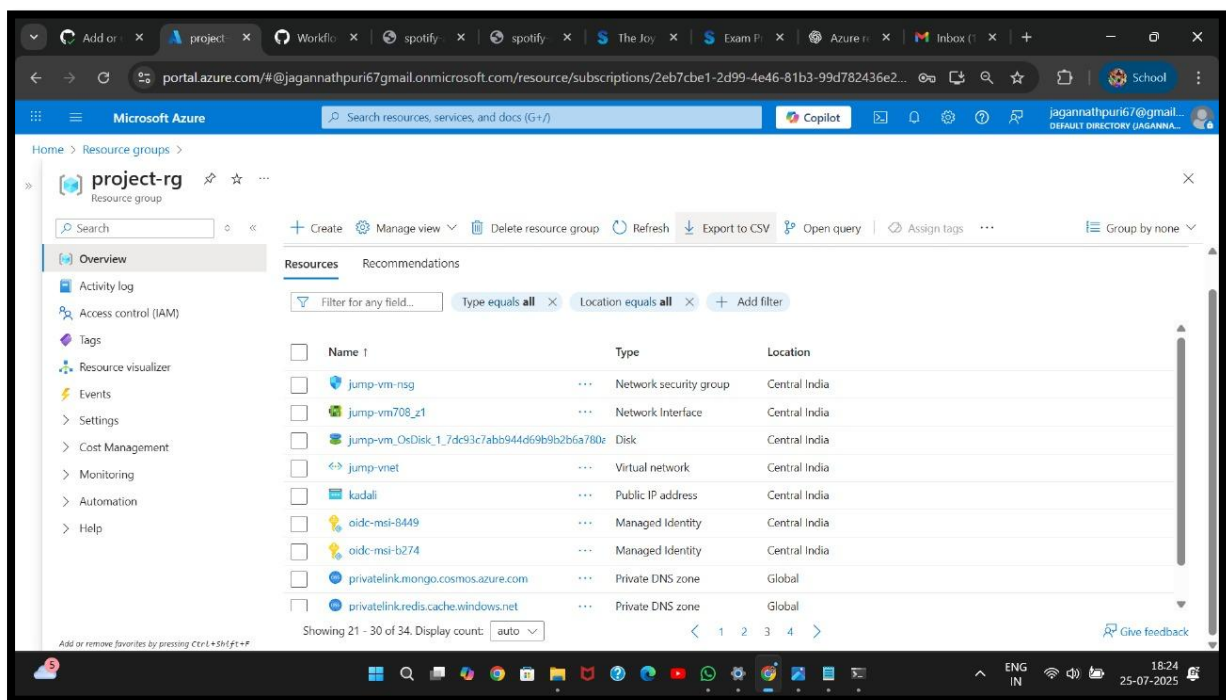 Add or
project-
Workflo
spotify-
spotify-
The Joy
Exam P
Azure r
Inbox (1
portal.azure.com/#@jagannathpuri67gmail.onmicrosoft.com/resource/subscriptions/2eb7cbe1-2d99-4e46-81b3-99d782436e2...
School
Microsoft Azure
Search resources, services, and docs (G+/)
Copilot
jagannathpuri67@gmail...
DEFAULT DIRECTORY (JAGANNA...
Home > Resource groups >
project-rg
Resource group
Search
Create
Manage view
Delete resource group
Refresh
Export to CSV
Open query
Assign tags
Group by none
Overview
Activity log
Access control (IAM)
Tags
Resource visualizer
Events
Settings
Cost Management
Monitoring
Automation
Help
Resources Recommendations
Filter for any field...
Type equals all
Location equals all
Add filter
Name ↑ Type Location
jump-vm-nsg ... Network security group Central India
jump-vm708_z1 ... Network Interface Central India
jump-vm_OsDisk_1_7dc93c7abb944d69b9b2b6a780a Disk Central India
jump-vnet ... Virtual network Central India
kadali ... Public IP address Central India
oidc-msi-8449 ... Managed Identity Central India
oidc-msi-b274 ... Managed Identity Central India
privatelink.mongo.cosmos.azure.com ... Private DNS zone Global
privatelink.redis.cache.windows.net ... Private DNS zone Global
Showing 21 - 30 of 34. Display count: auto
< 1 2 3 4 >
Give feedback
Add or remove favorites by pressing Ctrl+Shift+F
5
ENG
IN
18:24
25-07-2025